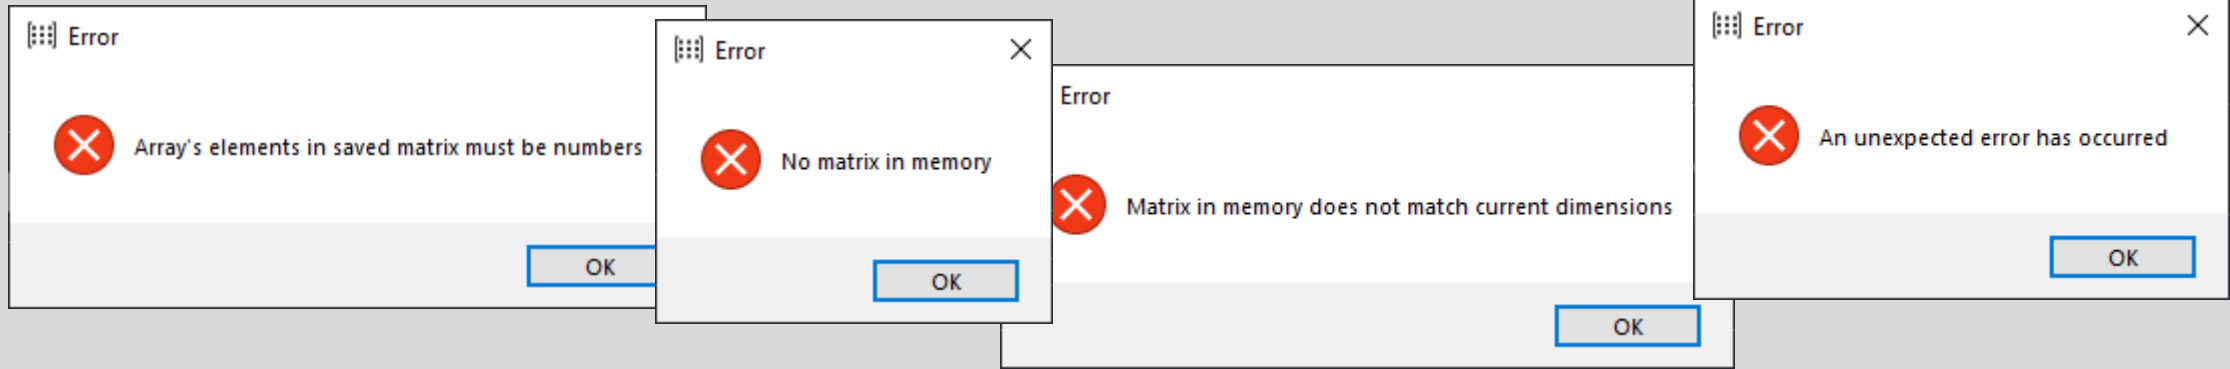 Error
Array's elements in saved matrix must be numbers
OK
Error
No matrix in memory
OK
Error
Matrix in memory does not match current dimensions
OK
Error
An unexpected error has occurred
OK